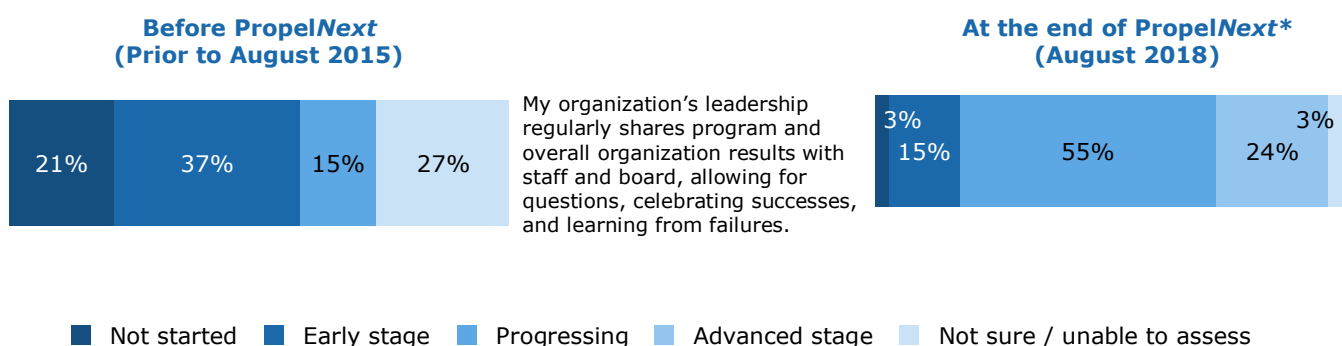 Before PropelNext
(Prior to August 2015)
At the end of PropelNext*
(August 2018)
21%
37%
15%
27%
My organization’s leadership
regularly shares program and
overall organization results with
staff and board, allowing for
questions, celebrating successes,
and learning from failures.
3%
15%
55%
24%
3%
Not started
Early stage
Progressing
Advanced stage
Not sure / unable to assess